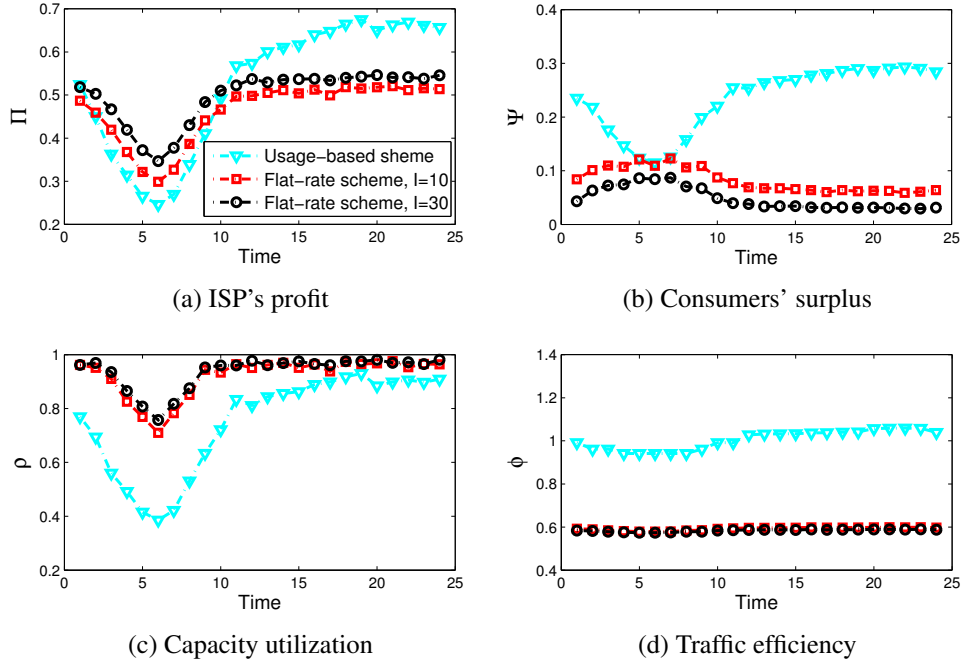 0.7
0.6
0.5
0.4
0.3
0.2
Π
0 5 10 15 20 25
Time
Usage−based sheme
Flat−rate scheme, I=10
Flat−rate scheme, I=30
(a) ISP's profit
0.4
0.3
0.2
0.1
0
Ψ
0 5 10 15 20 25
Time
(b) Consumers' surplus
1
0.8
0.6
0.4
0.2
ρ
0 5 10 15 20 25
Time
(c) Capacity utilization
1.4
1.2
1
0.8
0.6
0.4
ϕ
0 5 10 15 20 25
Time
(d) Traffic efficiency